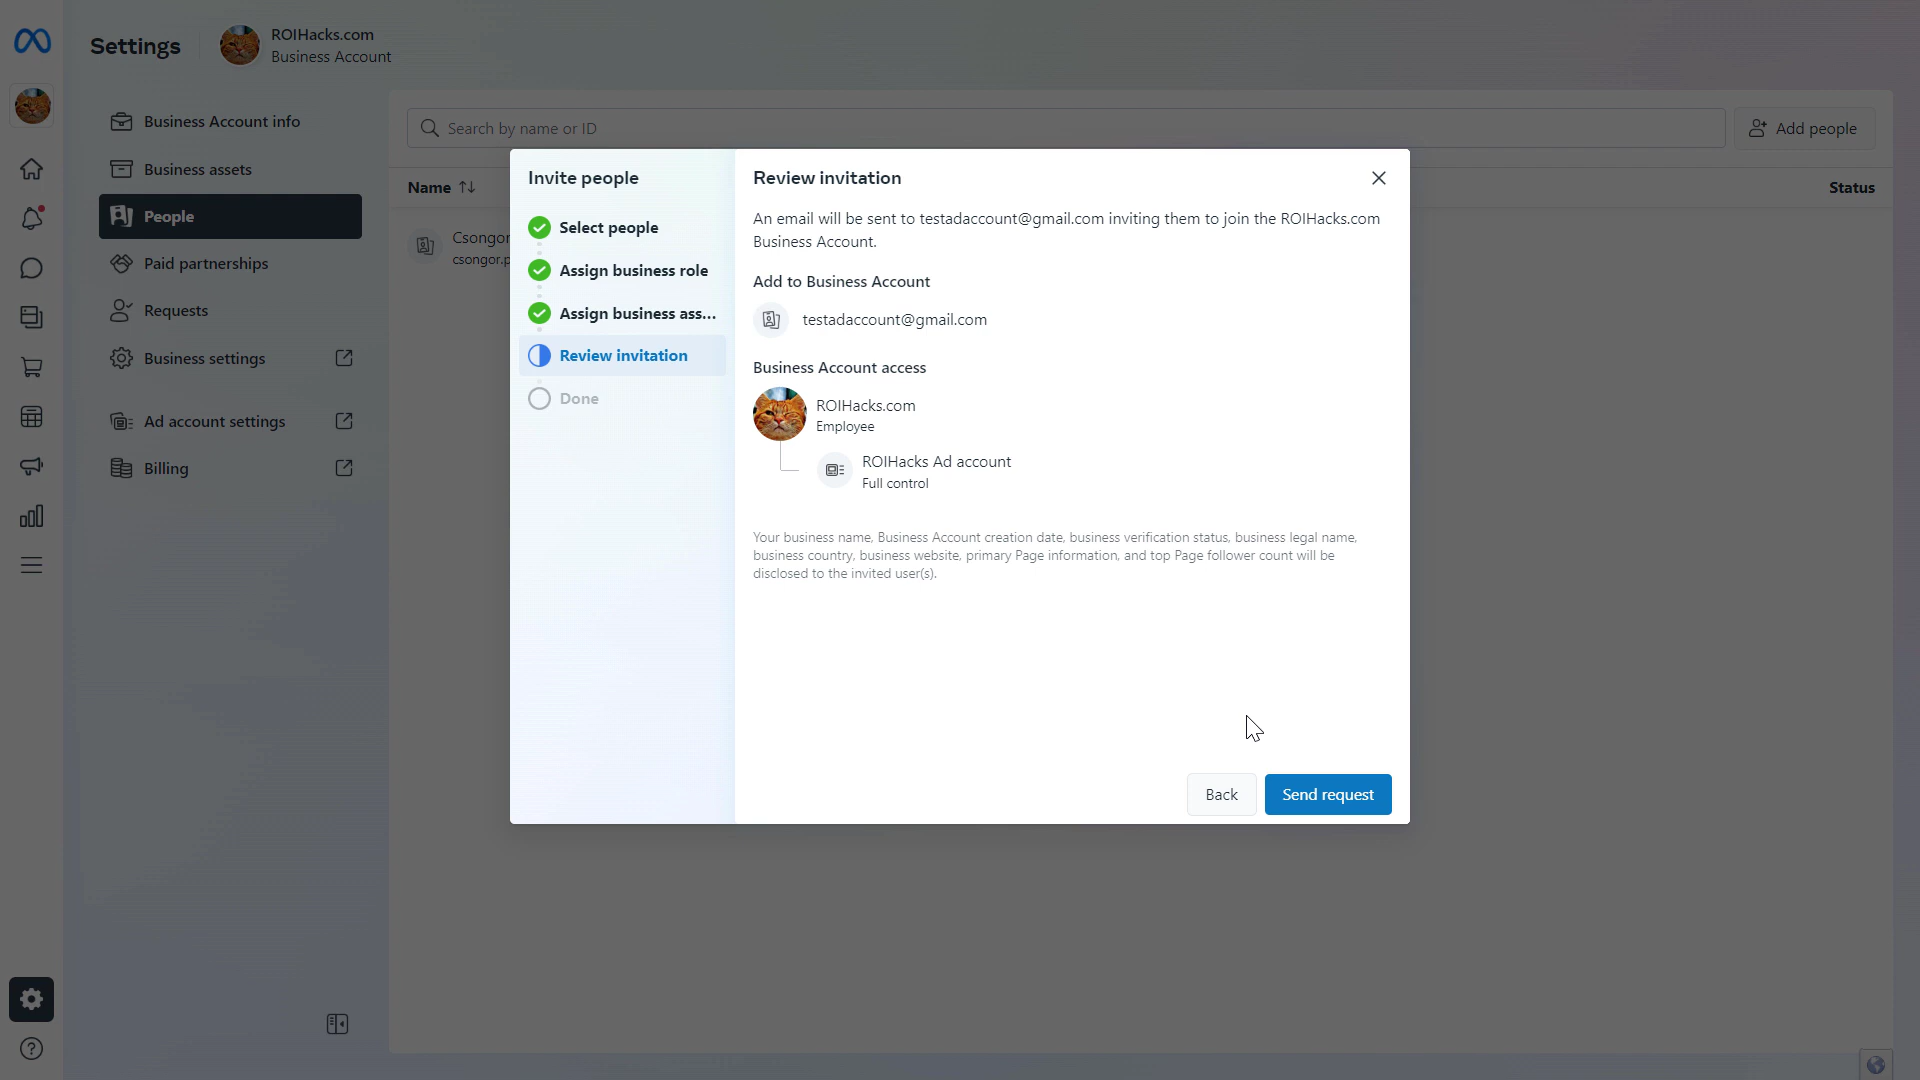 Settings
ROIHacks.com
Business Account
Business Account info
Business assets
People
Paid partnerships
Requests
Business settings
Ad account settings
Billing
Search by name or ID
Add people
Name
Status
Csongor
csongor.p
Invite people
Select people
Assign business role
Assign business ass...
Review invitation
Done
Review invitation
An email will be sent to testadaccount@gmail.com inviting them to join the ROIHacks.com
Business Account.
Add to Business Account
testadaccount@gmail.com
Business Account access
ROIHacks.com
Employee
ROIHacks Ad account
Full control
Your business name, Business Account creation date, business verification status, business legal name,
business country, business website, primary Page information, and top Page follower count will be
disclosed to the invited user(s).
Back
Send request